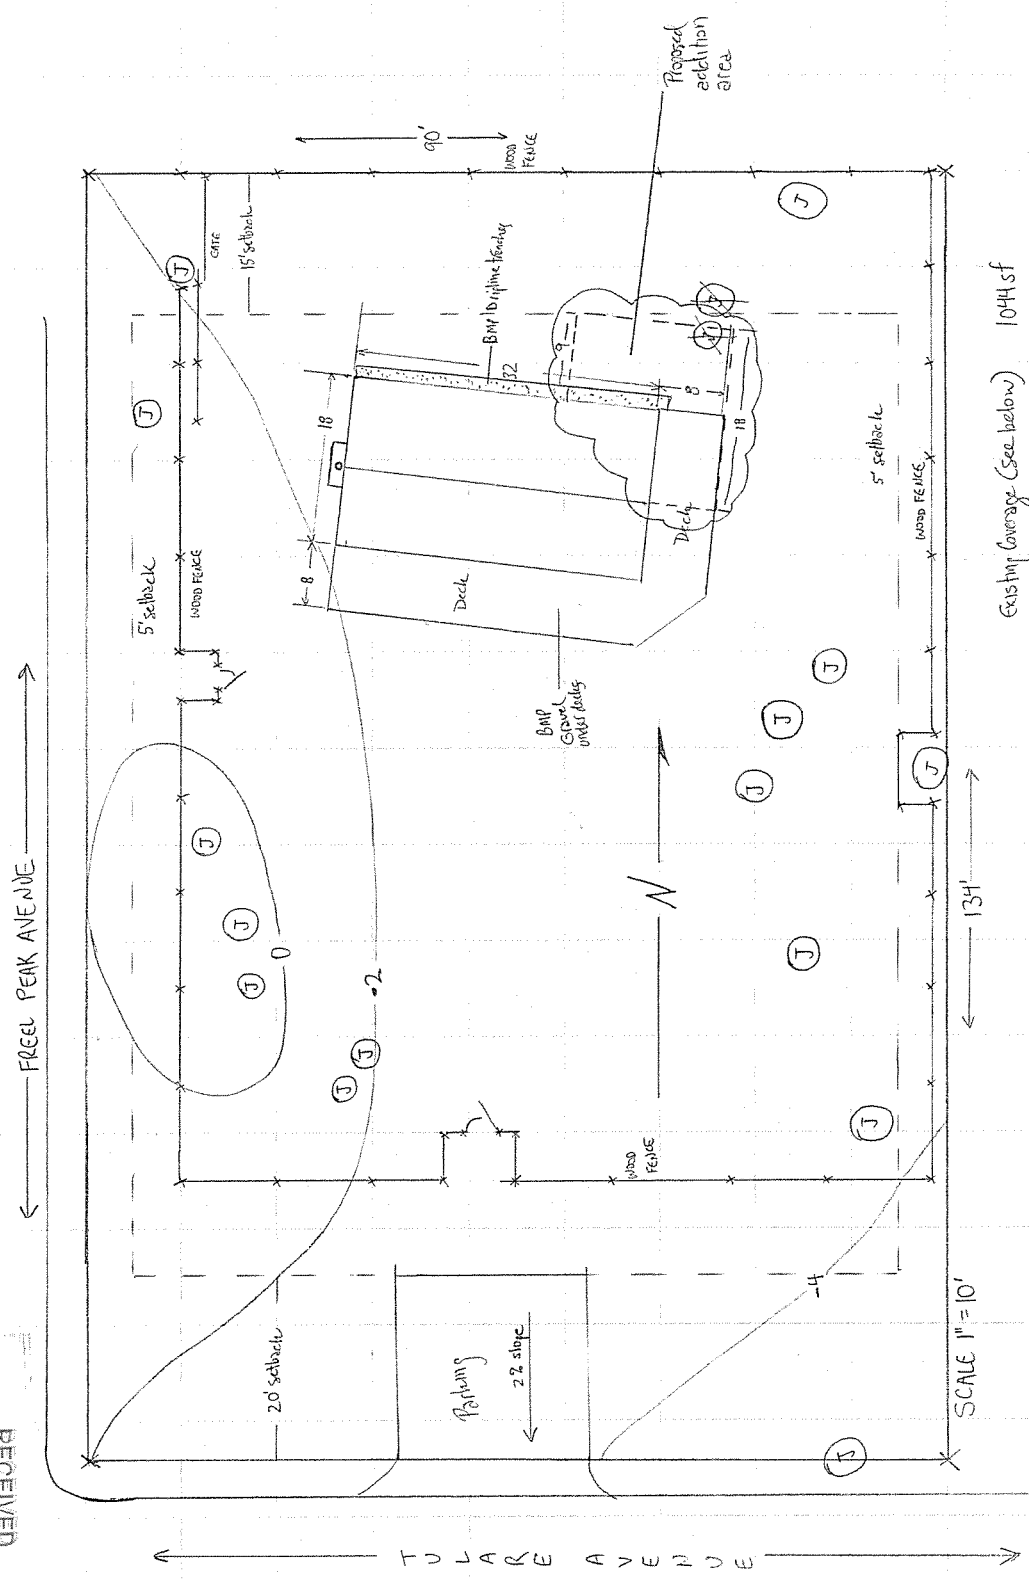 FREEL PEAK AVENUE
RECEIVED
90'
WOOD
FENCE
Proposed
addition
area
GATE
15' setback
J
J
5' setback
WOOD FENCE
BMP Dripline trenches
32
18
8
9
8
18
J
J
J
Deck
Deck
BMP
Gravel
under decks
5' setback
WOOD FENCE
Existing Coverage (see below) 1044 sf
J
J
J
J
J
J
J
0
-2
J
J
J
N
134'
J
WOOD
FENCE
20' setback
Parking
2% slope
-4
J
SCALE 1" = 10'
TULARE AVENUE